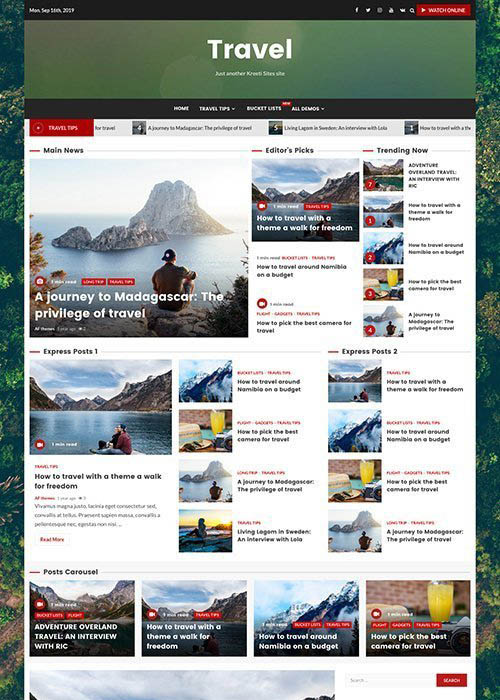 Mon. Sep 16th, 2019
WATCH ONLINE
Travel
Just another Kreeti Sites site
HOME TRAVEL TIPS BUCKET LISTS NEW ALL DEMOS
TRAVEL TIPS
for travel
4 A journey to Madagascar: The privilege of travel
5 Living Lagom in Sweden: An interview with Lola
1 How to travel with a the
Main News
1 min read
LONG TRIP TRAVEL TIPS
A journey to Madagascar: The
privilege of travel
AF themes 1 year ago 2
Editor's Picks
1 min read TRAVEL TIPS
How to travel with a
theme a walk for freedom
1 min read BUCKET LISTS TRAVEL TIPS
How to travel around Namibia
on a budget
1 min read
FLIGHT GADGETS TRAVEL TIPS
How to pick the best camera for
travel
Trending Now
7
ADVENTURE
OVERLAND TRAVEL:
AN INTERVIEW WITH
RIC
1
How to travel with a
theme a walk for
freedom
2
How to travel around
Namibia on a budget
3
How to pick the best
camera for travel
4
A journey to
Madagascar: The
privilege of travel
Express Posts 1
1 min read
TRAVEL TIPS
How to travel with a theme a walk
for freedom
AF themes 1 year ago 3
Vivamus magna justo, lacinia eget consectetur sed,
convallis at tellus. Praesent sapien massa, convallis a
pellentesque nec, egestas non nisi. ...
Read More
BUCKET LISTS TRAVEL TIPS
How to travel around
Namibia on a budget
FLIGHT GADGETS TRAVEL TIPS
How to pick the best
camera for travel
LONG TRIP TRAVEL TIPS
A journey to Madagascar:
The privilege of travel
TRAVEL TIPS
Living Lagom in Sweden:
An interview with Lola
Express Posts 2
TRAVEL TIPS
How to travel with a
theme a walk for freedom
BUCKET LISTS TRAVEL TIPS
How to travel around
Namibia on a budget
FLIGHT GADGETS TRAVEL TIPS
How to pick the best
camera for travel
LONG TRIP TRAVEL TIPS
A journey to Madagascar:
The privilege of travel
Posts Carousel
BUCKET LISTS FLIGHT
ADVENTURE OVERLAND
TRAVEL: AN INTERVIEW
WITH RIC
1 min read TRAVEL TIPS
How to travel with a
theme a walk for
freedom
1 min read
BUCKET LISTS TRAVEL TIPS
How to travel around
Namibia on a budget
1 min read
FLIGHT GADGETS TRAVEL TIPS
How to pick the best
camera for travel
Search ...
SEARCH